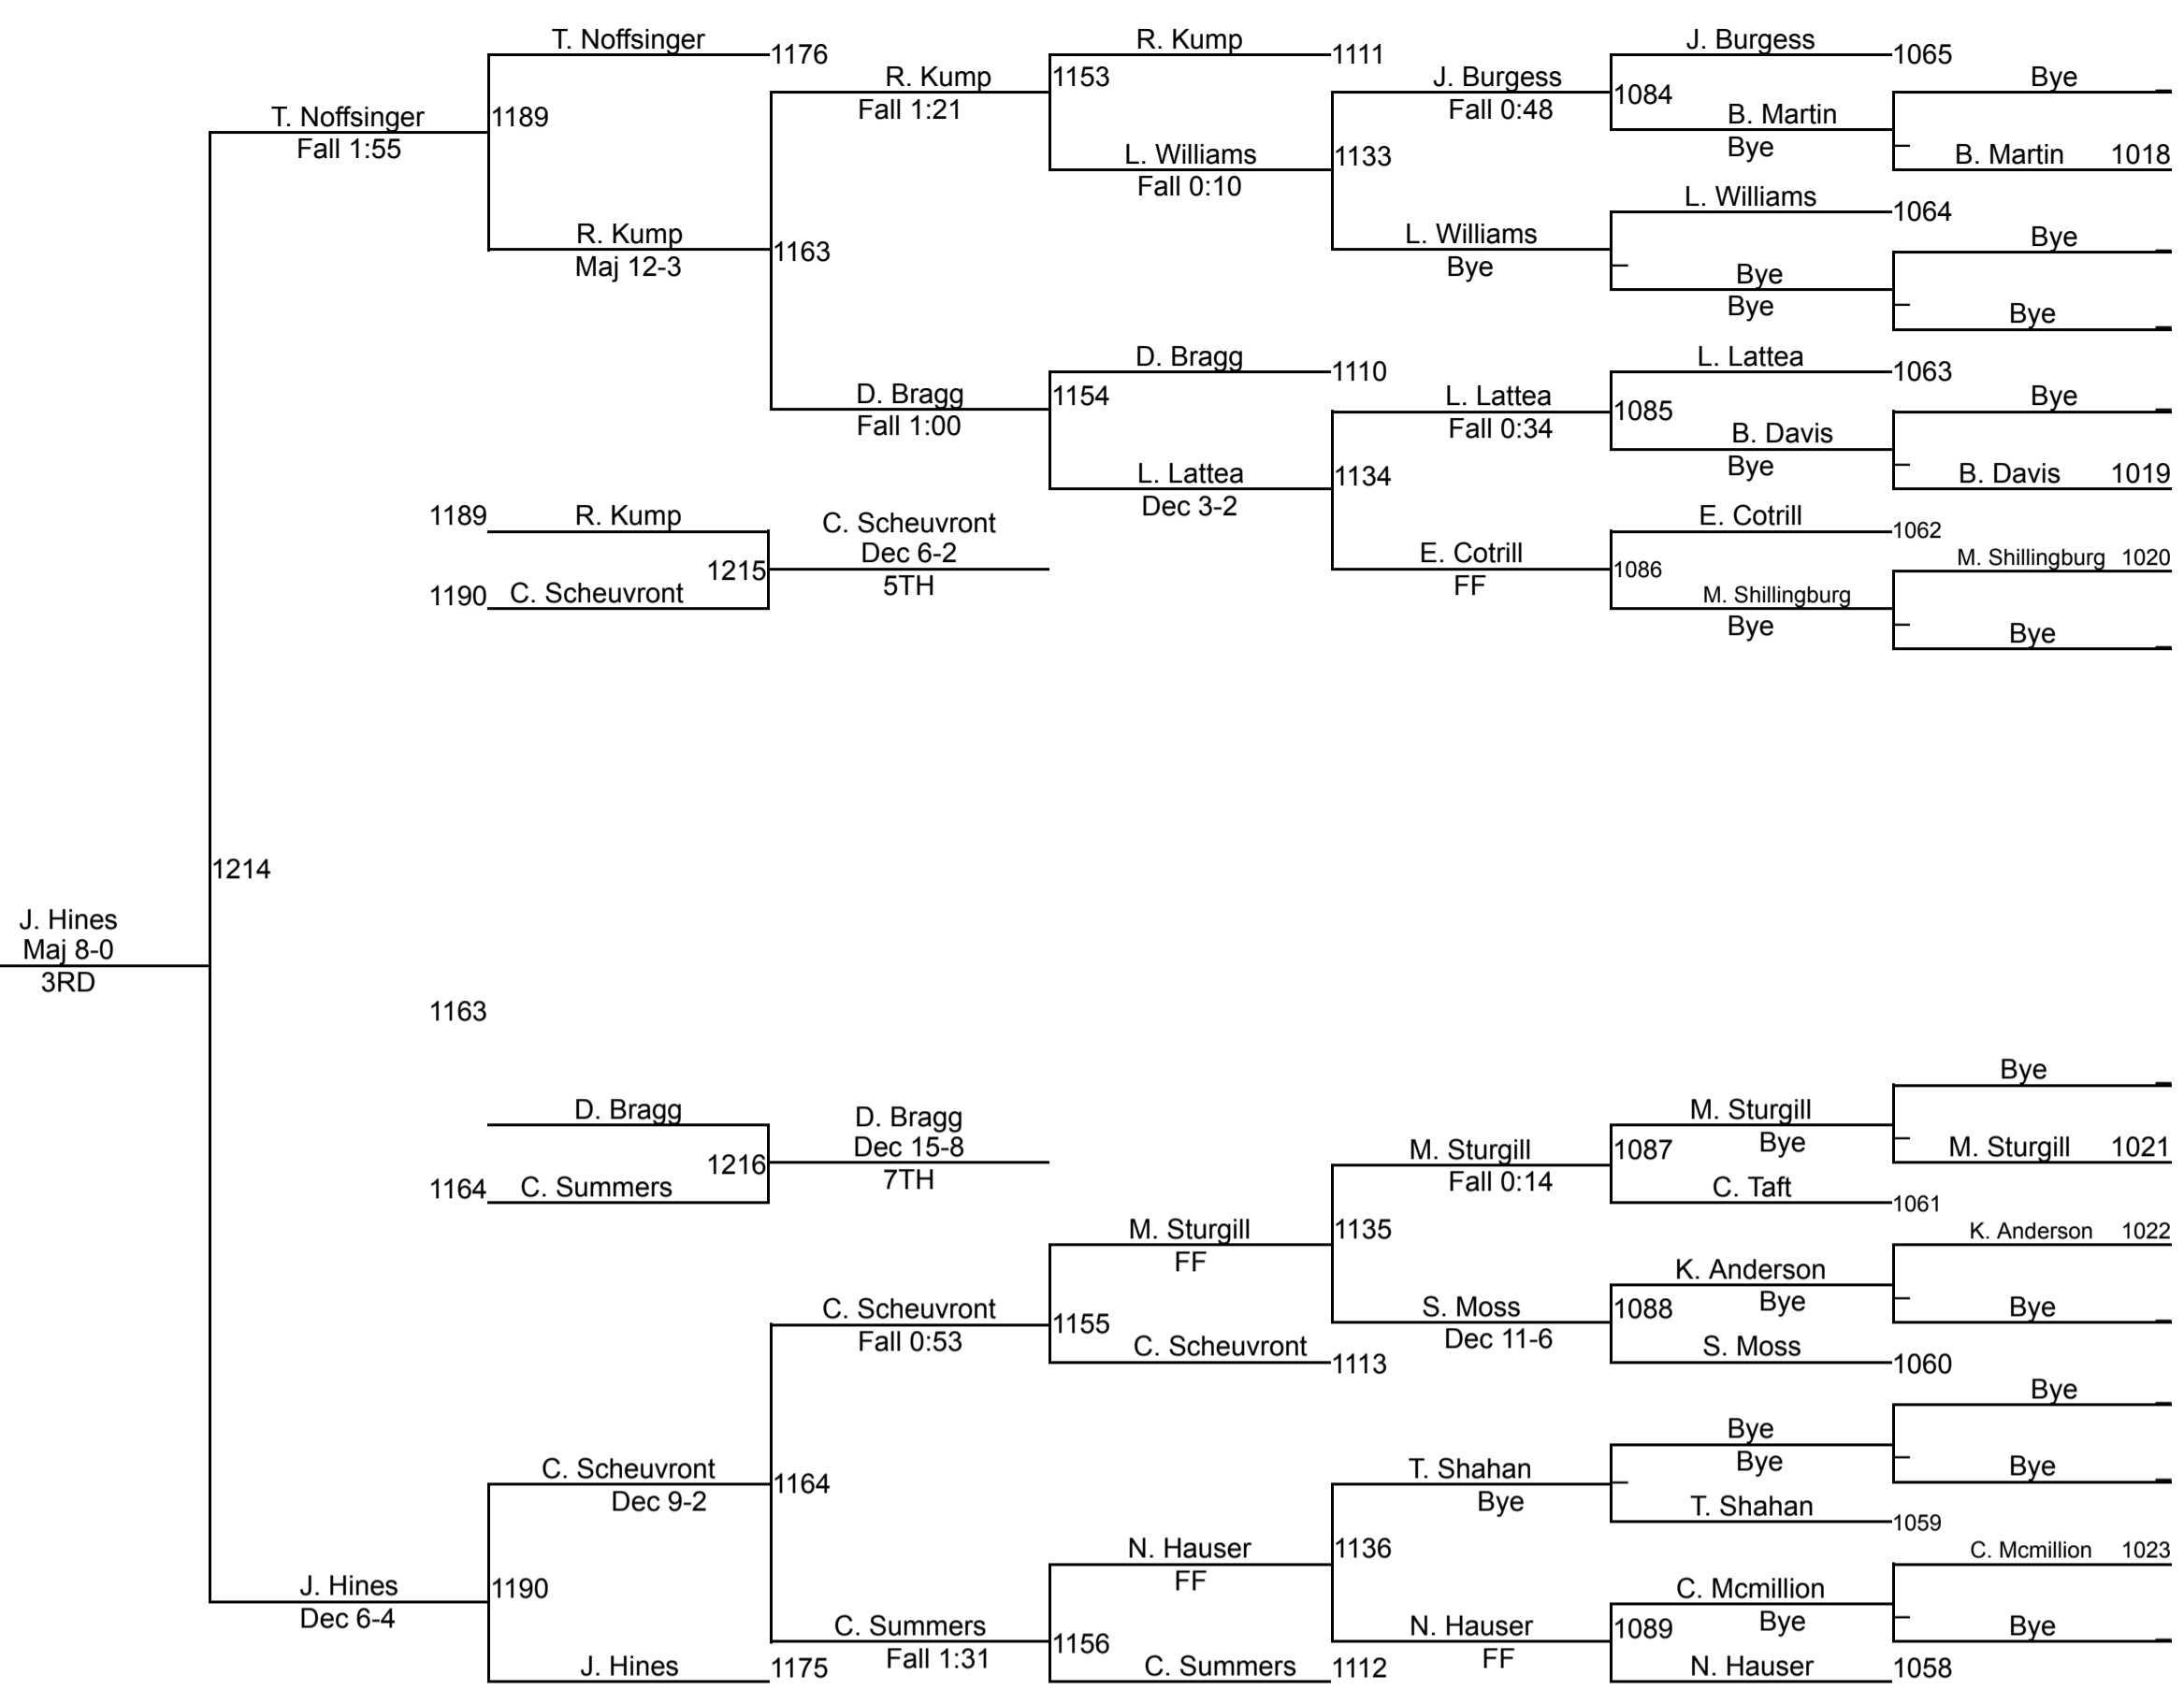 T. Noffsinger
1176
R. Kump
1111
J. Burgess
1065
R. Kump
1153
J. Burgess
Bye
Fall 1:21
Fall 0:48
1084
T. Noffsinger
1189
B. Martin
Fall 1:55
L. Williams
1133
Bye
B. Martin 1018
Fall 0:10
L. Williams
1064
R. Kump
L. Williams
Bye
Maj 12-3
1163
Bye
Bye
Bye
Bye
D. Bragg
1110
L. Lattea
1063
D. Bragg
1154
L. Lattea
Bye
Fall 1:00
Fall 0:34
1085
B. Davis
L. Lattea
1134
Bye
B. Davis 1019
Dec 3-2
1189
R. Kump
C. Scheuvront
E. Cotrill
1062
Dec 6-2
E. Cotrill
M. Shillingburg 1020
1215
5TH
FF
1086
1190
C. Scheuvront
M. Shillingburg
Bye
Bye
1214
J. Hines
Maj 8-0
3RD
1163
Bye
D. Bragg
D. Bragg
M. Sturgill
Dec 15-8
M. Sturgill
1087
Bye
M. Sturgill 1021
1216
7TH
Fall 0:14
1164
C. Summers
C. Taft
1061
M. Sturgill
1135
K. Anderson 1022
FF
K. Anderson
C. Scheuvront
S. Moss
1088
Bye
Bye
Fall 0:53
1155
Dec 11-6
C. Scheuvront
1113
S. Moss
1060
Bye
Bye
C. Scheuvront
T. Shahan
Bye
Bye
Dec 9-2
1164
Bye
T. Shahan
1059
N. Hauser
1136
C. Mcmillion 1023
FF
J. Hines
1190
C. Mcmillion
Dec 6-4
C. Summers
N. Hauser
1089
Bye
Bye
Fall 1:31
1156
FF
J. Hines
1175
C. Summers
1112
N. Hauser
1058